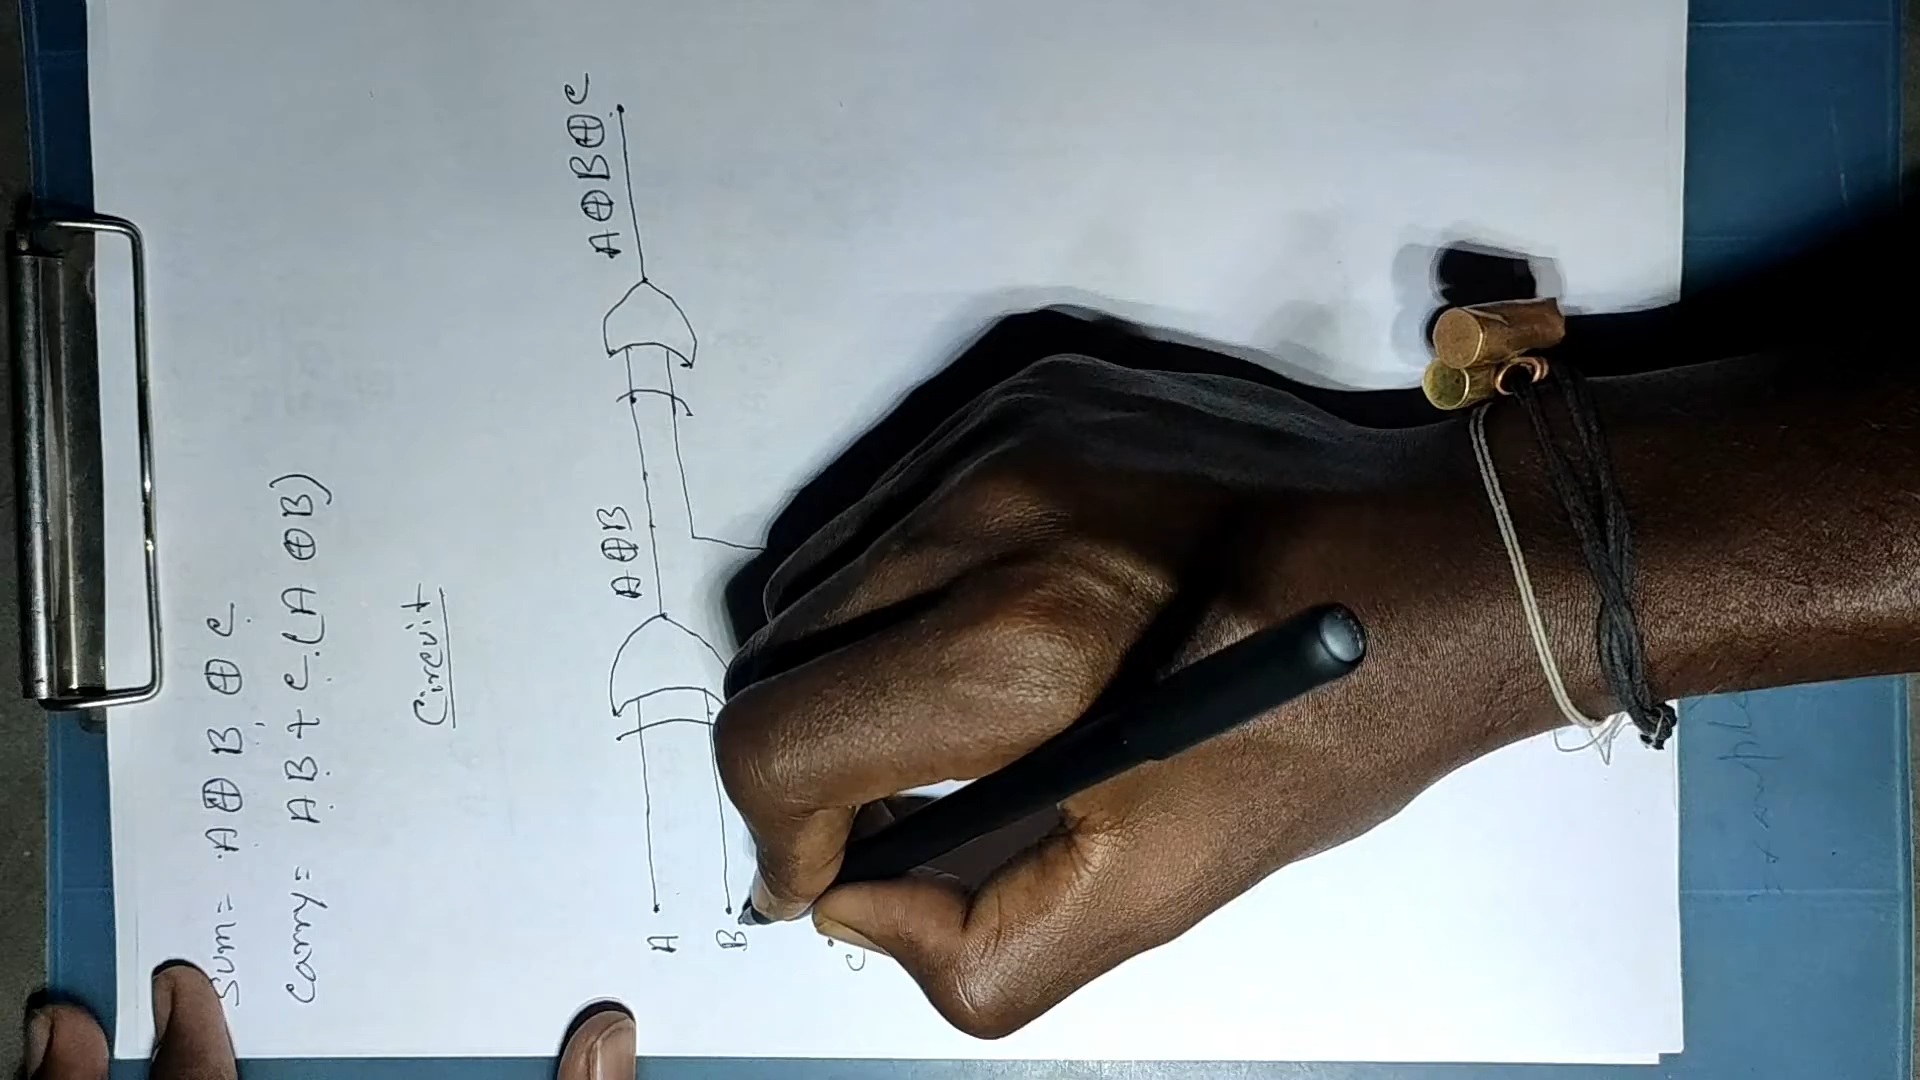 Sum = A ⊕ B ⊕ C
Carry = AB + C.(A ⊕ B)
Circuit
A⊕B
A⊕B⊕C
A
B
C